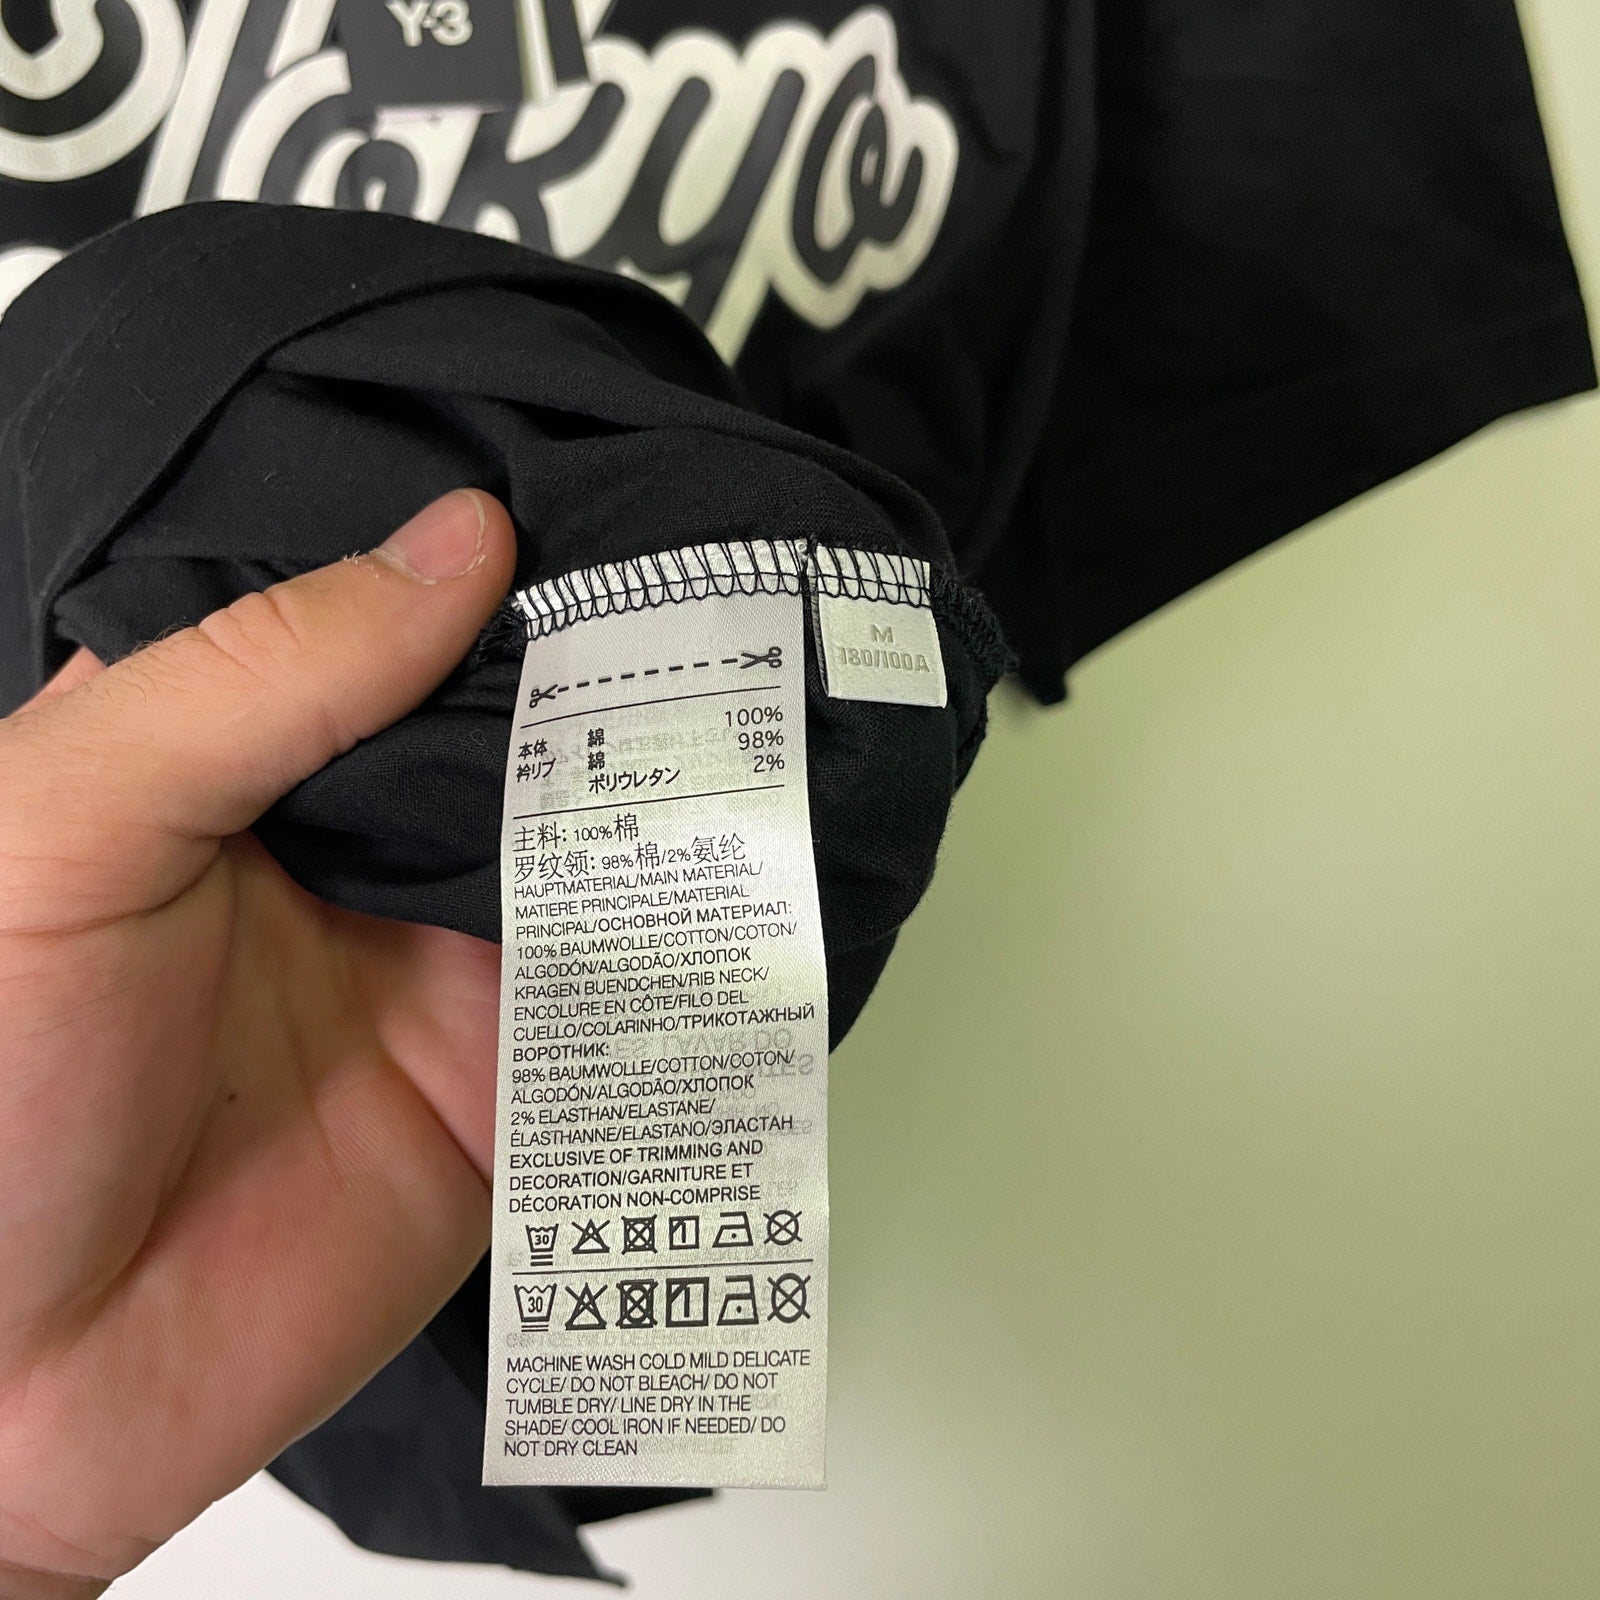 Y-3
Tokyo
M
180/100A
本体 綿 100%
衿リブ 綿 98%
ポリウレタン 2%
主料: 100%棉
罗纹领: 98%棉/2%氨纶
HAUPTMATERIAL/MAIN MATERIAL/
MATIERE PRINCIPALE/MATERIAL
PRINCIPAL/ОСНОВНОЙ МАТЕРИАЛ:
100% BAUMWOLLE/COTTON/COTON/
ALGODÓN/ALGODÃO/ХЛОПОК
KRAGEN BUENDCHEN/RIB NECK/
ENCOLURE EN CÔTE/FILO DEL
CUELLO/COLARINHO/ТРИКОТАЖНЫЙ
ВОРОТНИК:
98% BAUMWOLLE/COTTON/COTON/
ALGODÓN/ALGODÃO/ХЛОПОК
2% ELASTHAN/ELASTANE/
ÉLASTHANNE/ELASTANO/ЭЛАСТАН
EXCLUSIVE OF TRIMMING AND
DECORATION/GARNITURE ET
DÉCORATION NON-COMPRISE
30
30
MACHINE WASH COLD MILD DELICATE
CYCLE/ DO NOT BLEACH/ DO NOT
TUMBLE DRY/ LINE DRY IN THE
SHADE/ COOL IRON IF NEEDED/ DO
NOT DRY CLEAN